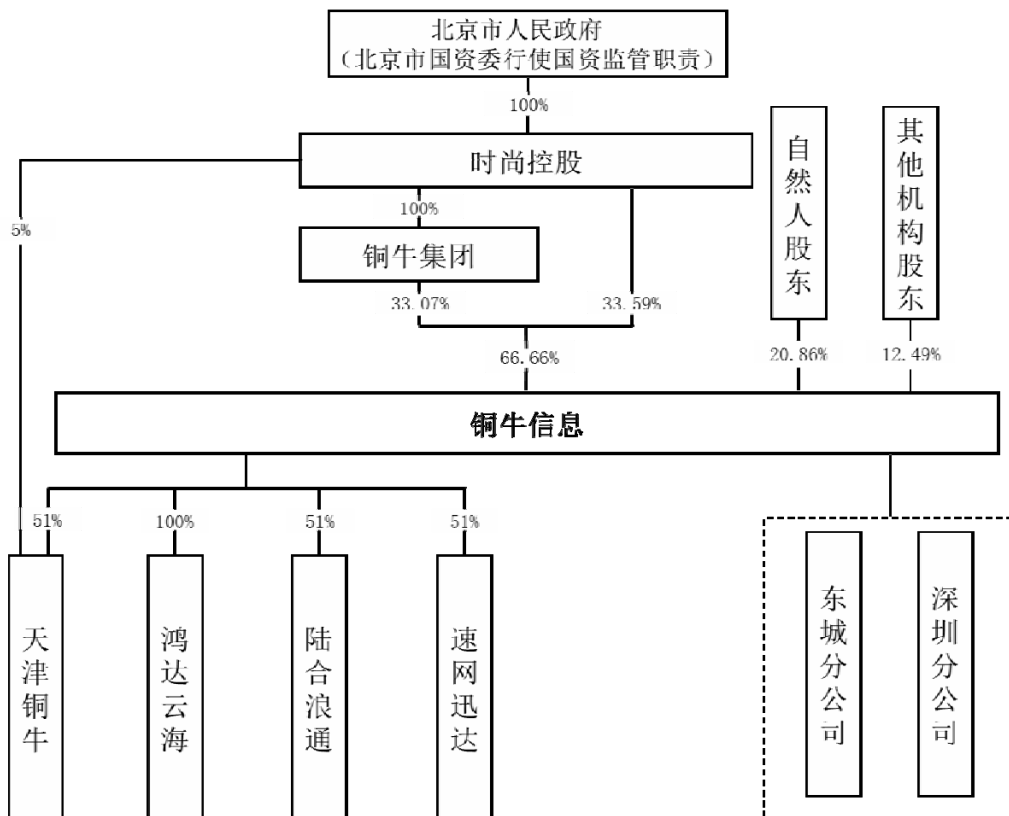 北京市人民政府
（北京市国资委行使国资监管职责）
100%
时尚控股
自然人股东
其他机构股东
5%
100%
铜牛集团
33.07%
33.59%
66.66%
20.86%
12.49%
铜牛信息
51%
100%
51%
51%
天津铜牛
鸿达云海
陆合浪通
速网迅达
东城分公司
深圳分公司